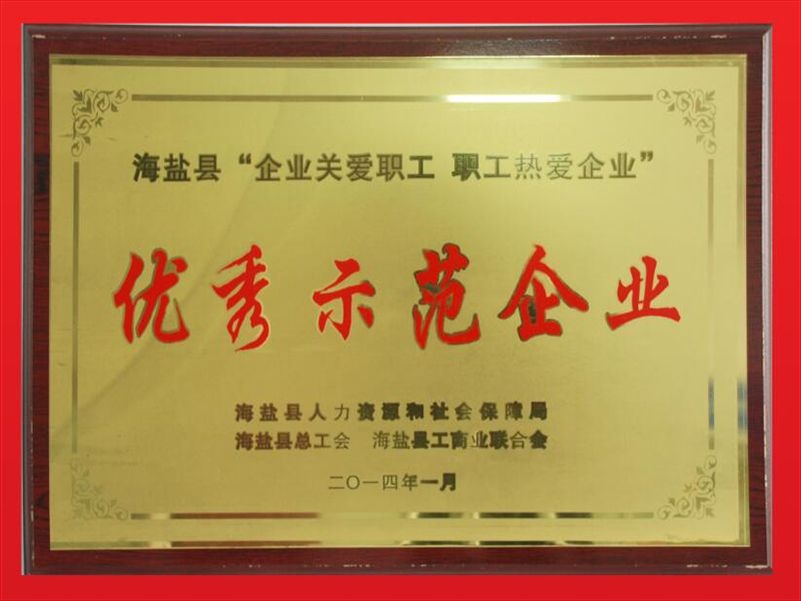 海盐县“企业关爱职工 职工热爱企业”
优秀示范企业
海盐县人力资源和社会保障局
海盐县总工会 海盐县工商业联合会
二〇一四年一月